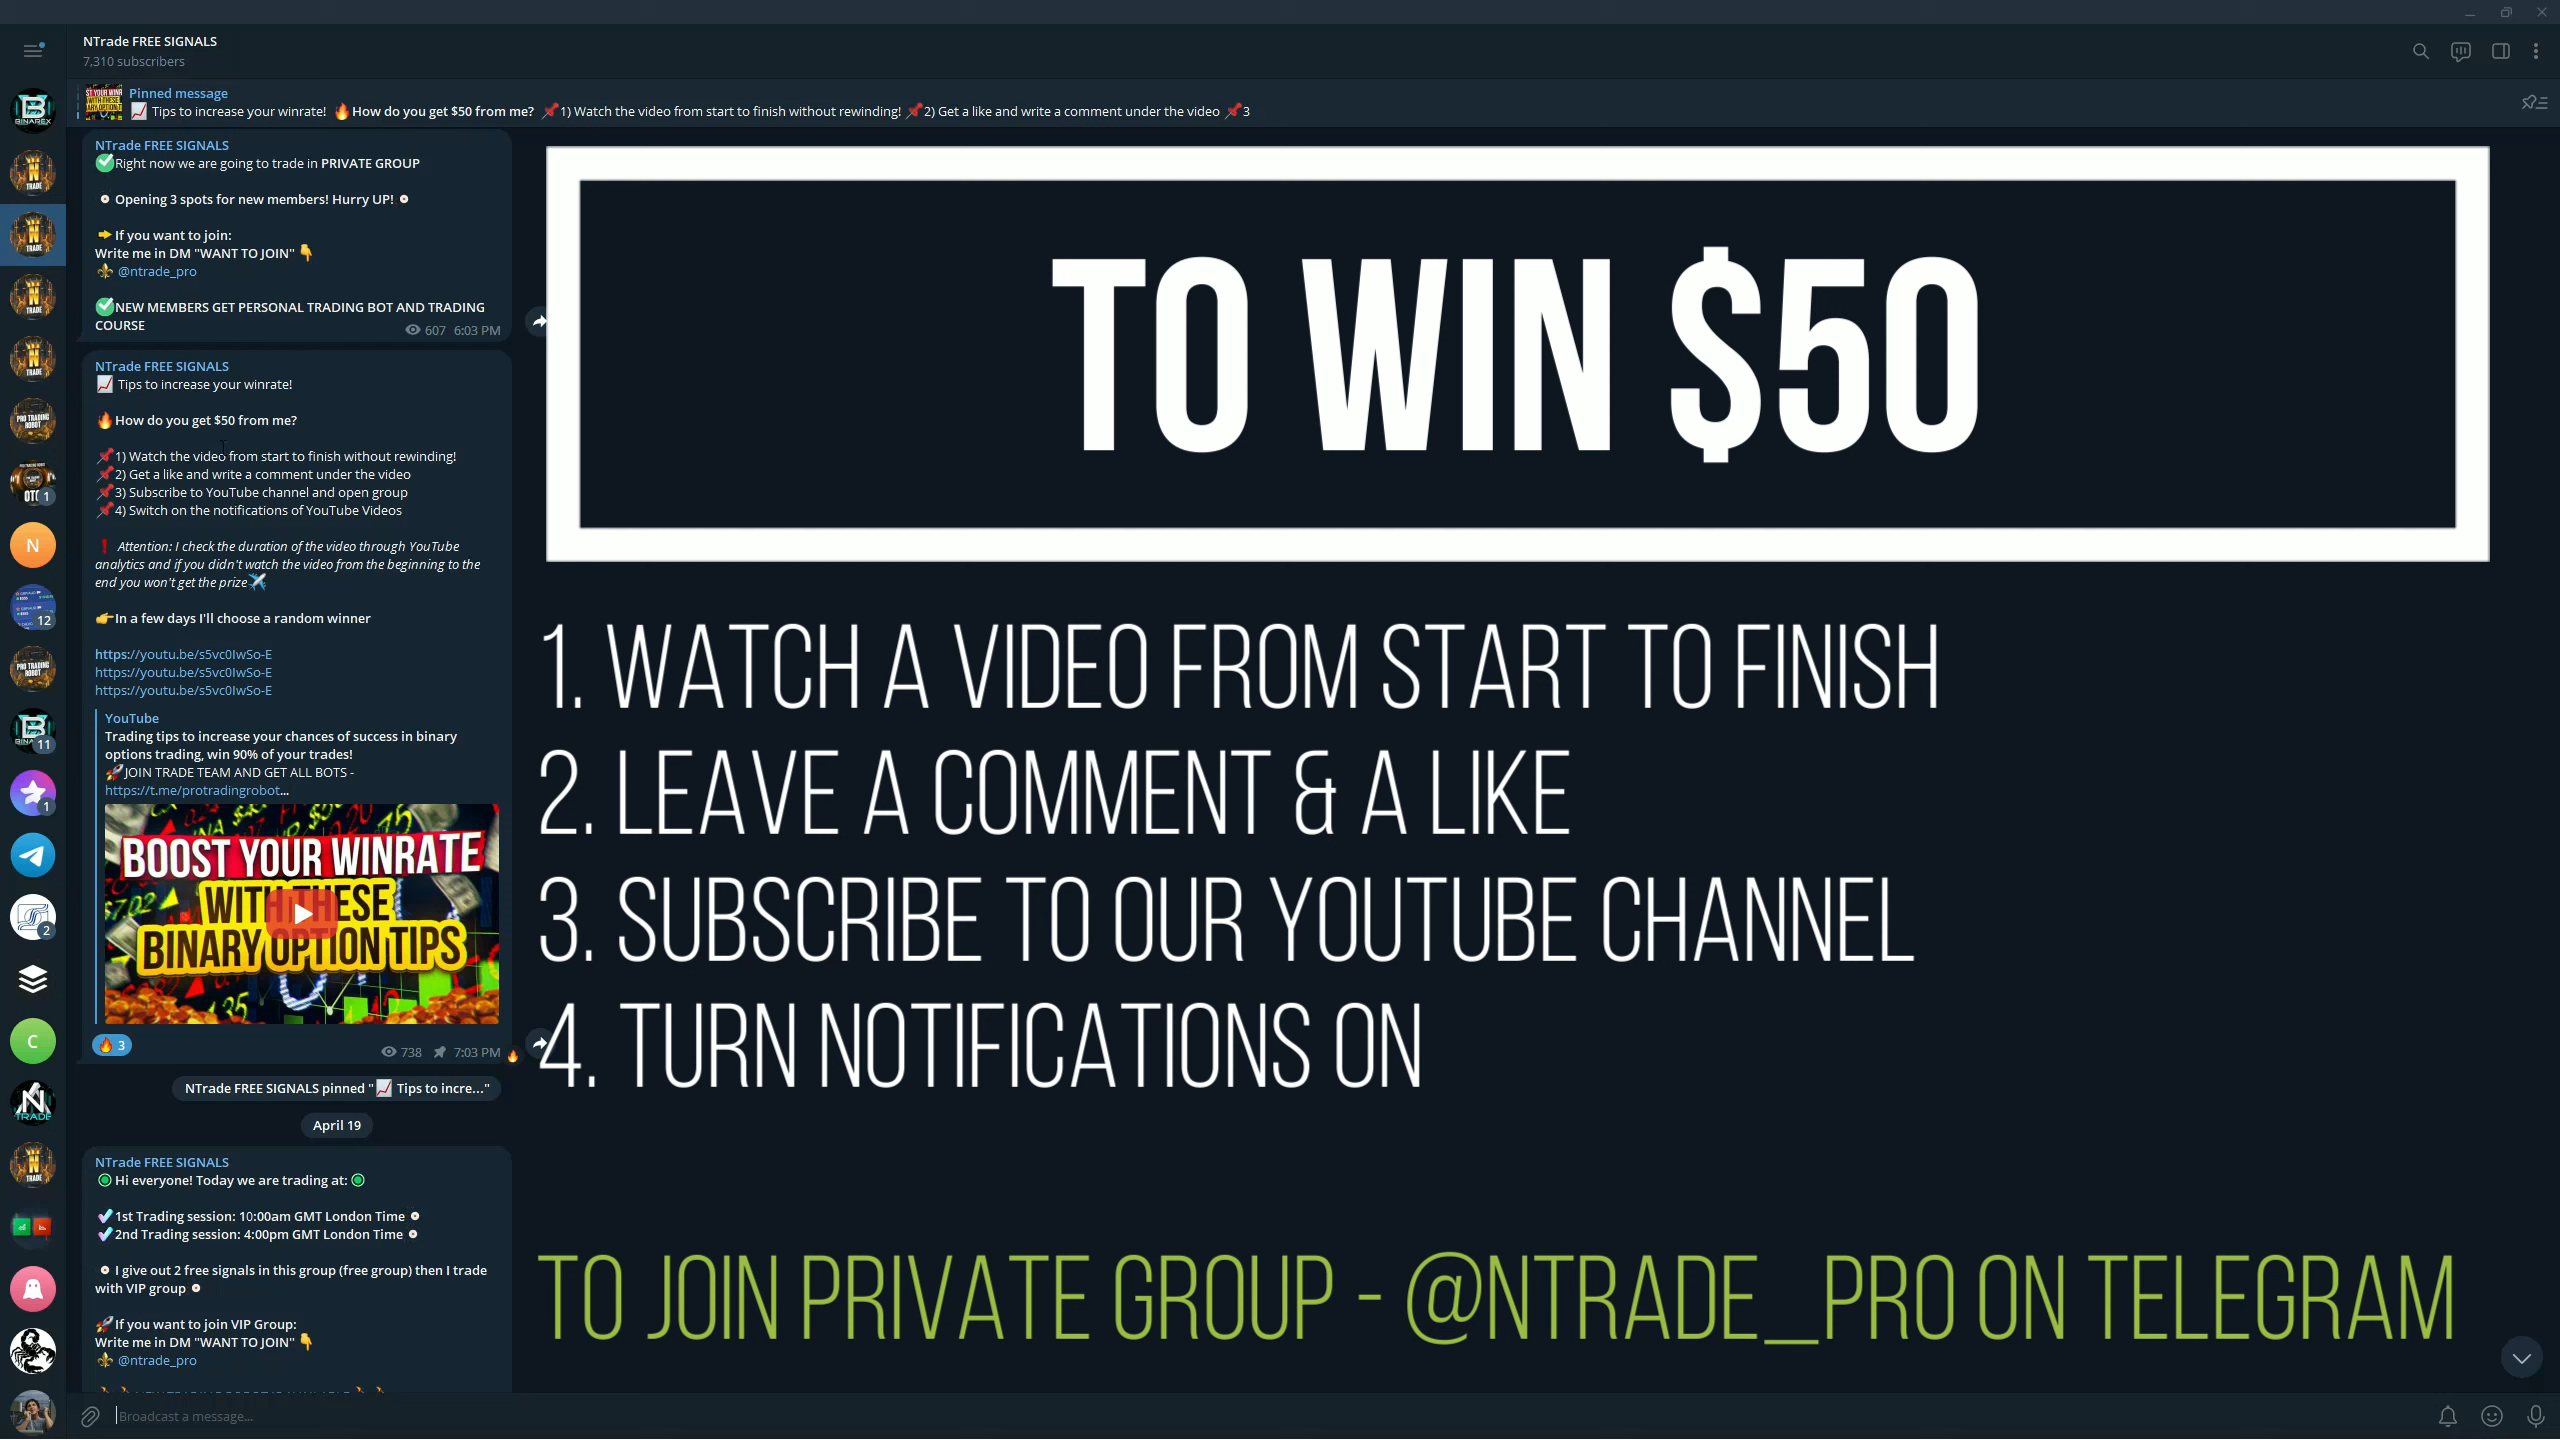 NTrade FREE SIGNALS
7,310 subscribers
Pinned message
Tips to increase your winrate! How do you get $50 from me? 1) Watch the video from start to finish without rewinding! 2) Get a like and write a comment under the video 3
NTrade FREE SIGNALS
Right now we are going to trade in PRIVATE GROUP
Opening 3 spots for new members! Hurry UP!
If you want to join:
Write me in DM "WANT TO JOIN"
@ntrade_pro
NEW MEMBERS GET PERSONAL TRADING BOT AND TRADING
COURSE
607 6:03 PM
NTrade FREE SIGNALS
Tips to increase your winrate!
How do you get $50 from me?
1) Watch the video from start to finish without rewinding!
2) Get a like and write a comment under the video
3) Subscribe to YouTube channel and open group
4) Switch on the notifications of YouTube Videos
Attention: I check the duration of the video through YouTube
analytics and if you didn't watch the video from the beginning to the
end you won't get the prize
In a few days I'll choose a random winner
https://youtu.be/s5vc0IwSo-E
https://youtu.be/s5vc0IwSo-E
https://youtu.be/s5vc0IwSo-E
YouTube
Trading tips to increase your chances of success in binary
options trading, win 90% of your trades!
JOIN TRADE TEAM AND GET ALL BOTS -
https://t.me/protradingrobot...
BOOST YOUR WINRATE
WITH THESE
BINARY OPTION TIPS
3
738 7:03 PM
NTrade FREE SIGNALS pinned " Tips to incre..."
April 19
NTrade FREE SIGNALS
Hi everyone! Today we are trading at:
1st Trading session: 10:00am GMT London Time
2nd Trading session: 4:00pm GMT London Time
I give out 2 free signals in this group (free group) then I trade
with VIP group
If you want to join VIP Group:
Write me in DM "WANT TO JOIN"
@ntrade_pro
Broadcast a message...
TO WIN $50
1. WATCH A VIDEO FROM START TO FINISH
2. LEAVE A COMMENT & A LIKE
3. SUBSCRIBE TO OUR YOUTUBE CHANNEL
4. TURN NOTIFICATIONS ON
TO JOIN PRIVATE GROUP - @NTRADE_PRO ON TELEGRAM